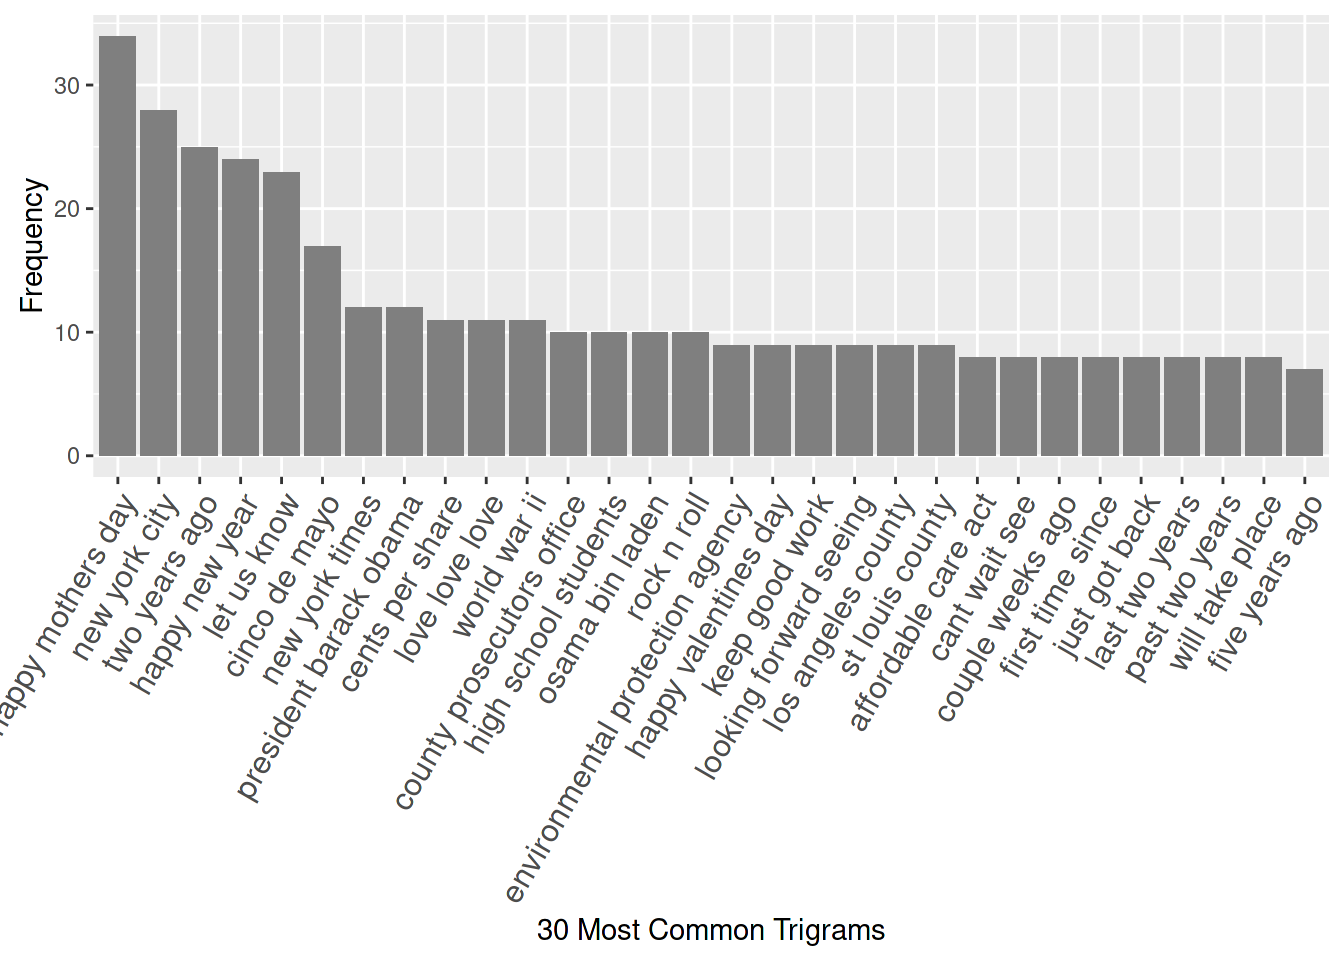 Frequency
30
20
10
0
happy mothers day
new york city
two years ago
happy new year
let us know
cinco de mayo
new york times
president barack obama
cents per share
love love love
world war ii
county prosecutors office
high school students
osama bin laden
rock n roll
environmental protection agency
happy valentines day
keep good work
looking forward seeing
los angeles county
st louis county
affordable care act
cant wait see
couple weeks ago
first time since
just got back
last two years
past two years
will take place
five years ago
30 Most Common Trigrams